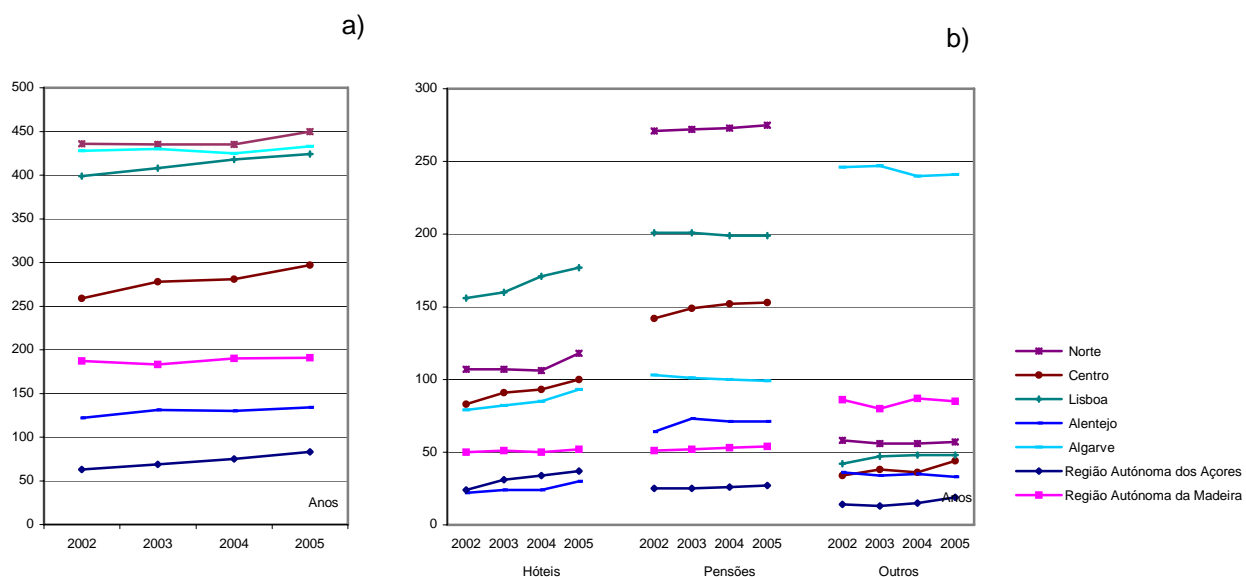 a)
500
450
400
350
300
250
200
150
100
50
0
Anos
2002 2003 2004 2005
b)
300
250
200
150
100
50
0
Anos
2002 2003 2004 2005 2002 2003 2004 2005 2002 2003 2004 2005
Hóteis Pensões Outros
Norte
Centro
Lisboa
Alentejo
Algarve
Região Autónoma dos Açores
Região Autónoma da Madeira